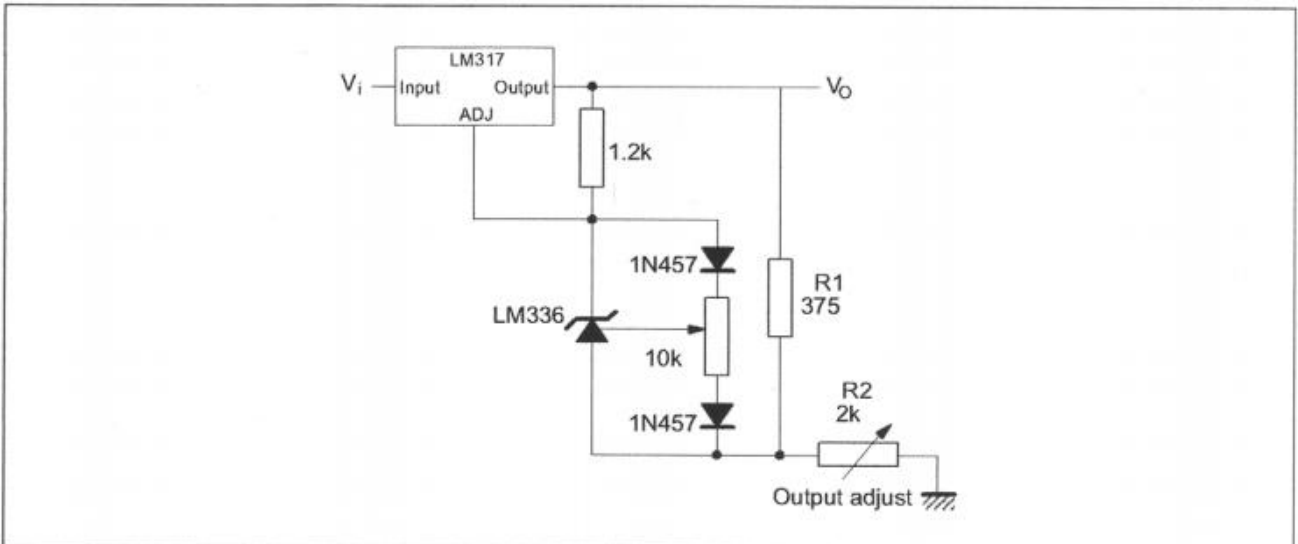 LM317
Vi
Input
Output
VO
ADJ
1.2k
1N457
R1
375
LM336
10k
R2
2k
1N457
Output adjust